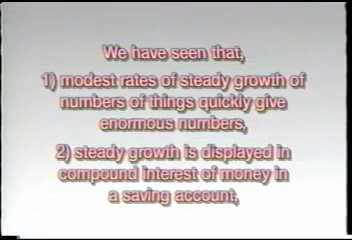 We have seen that,
1) modest rates of steady growth of
numbers of things quickly give
enormous numbers,
2) steady growth is displayed in
compound interest of money in
a saving account,